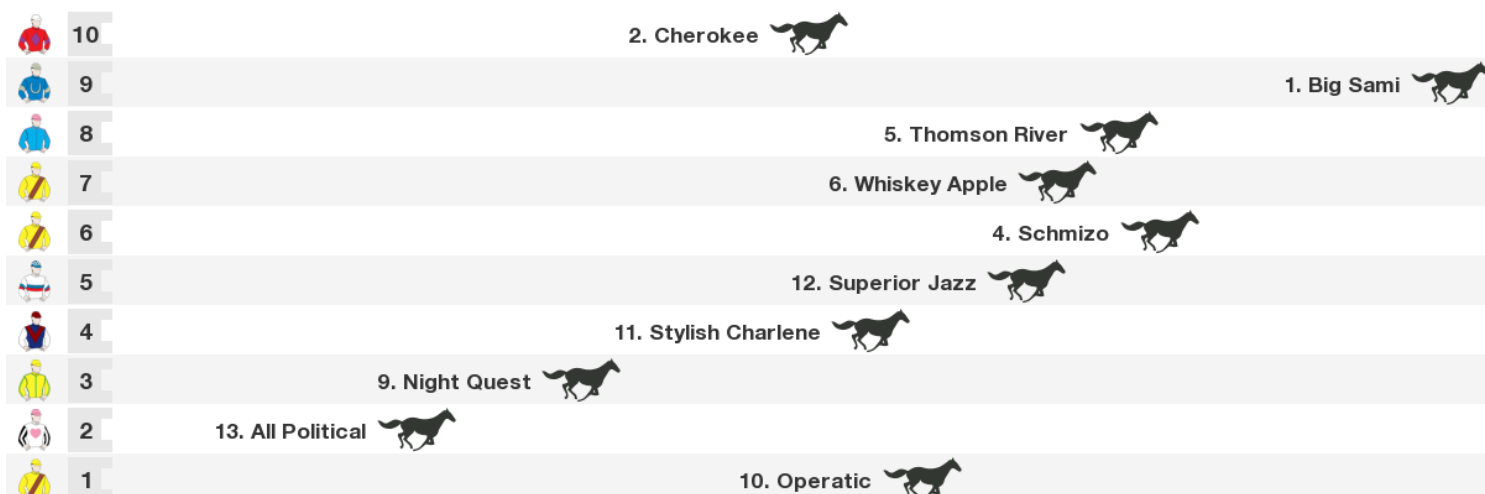 10 2. Cherokee
9 1. Big Sami
8 5. Thomson River
7 6. Whiskey Apple
6 4. Schmizo
5 12. Superior Jazz
4 11. Stylish Charlene
3 9. Night Quest
2 13. All Political
1 10. Operatic